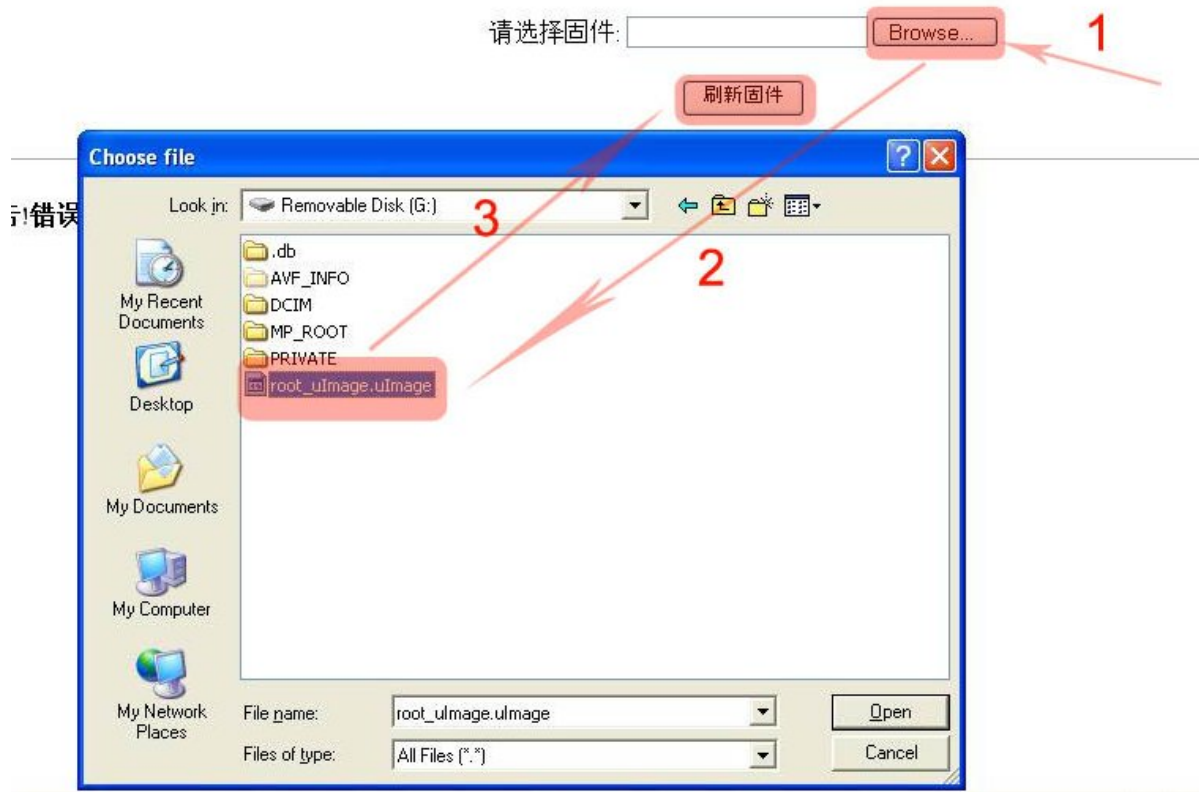 请选择固件: Browse... 1
刷新固件
Choose file
告!错误
Look in: Removable Disk (G:)
3
2
.db
AVF_INFO
DCIM
MP_ROOT
PRIVATE
root_uImage.uImage
My Recent
Documents
Desktop
My Documents
My Computer
My Network
Places
File name: root_uImage.uImage Open
Files of type: All Files (*.*) Cancel